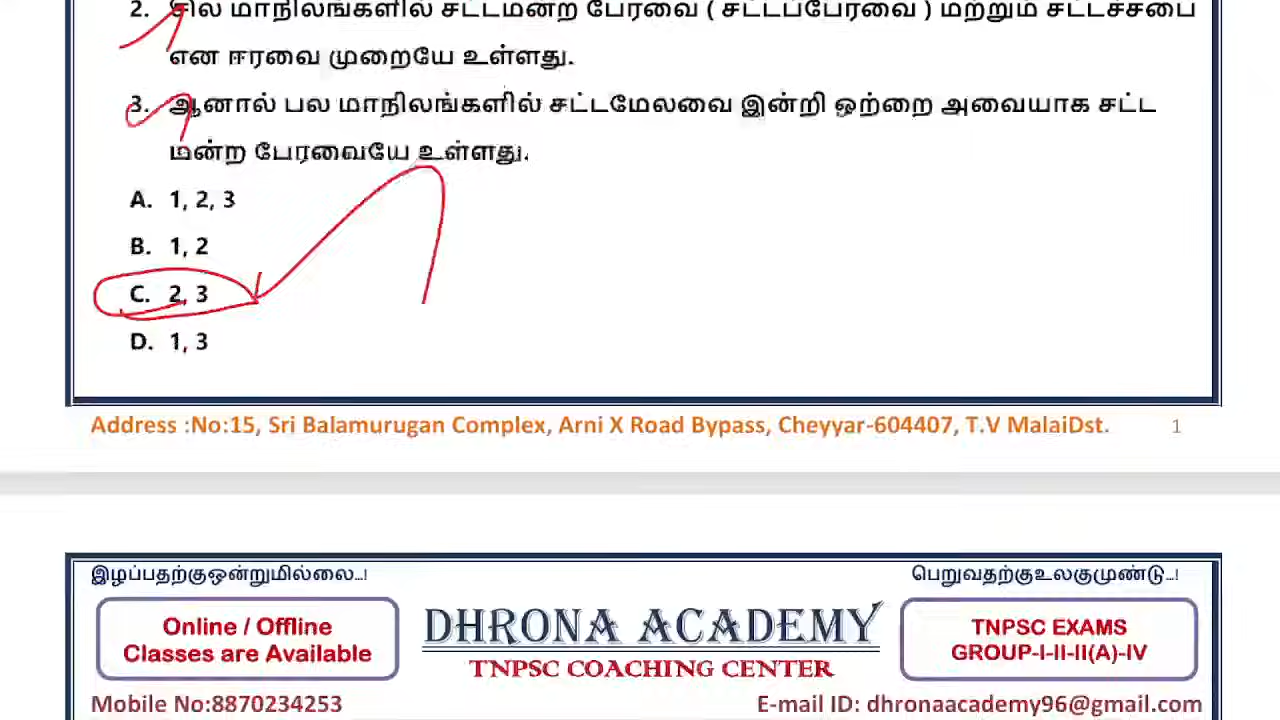 2. சில மாநிலங்களில் சட்டமன்ற பேரவை ( சட்டப்பேரவை ) மற்றும் சட்டச்சபை
என ஈரவை முறையே உள்ளது.
3. ஆனால் பல மாநிலங்களில் சட்டமேலவை இன்றி ஒற்றை அவையாக சட்ட
மன்ற பேரவையே உள்ளது.
A. 1, 2, 3
B. 1, 2
C. 2, 3
D. 1, 3
Address :No:15, Sri Balamurugan Complex, Arni X Road Bypass, Cheyyar-604407, T.V MalaiDst. 1
இழப்பதற்குஒன்றுமில்லை...! பெறுவதற்குஉலகுமுண்டு...!
Online / Offline
Classes are Available
DHRONA ACADEMY
TNPSC COACHING CENTER
TNPSC EXAMS
GROUP-I-II-II(A)-IV
Mobile No:8870234253 E-mail ID: dhronaacademy96@gmail.com